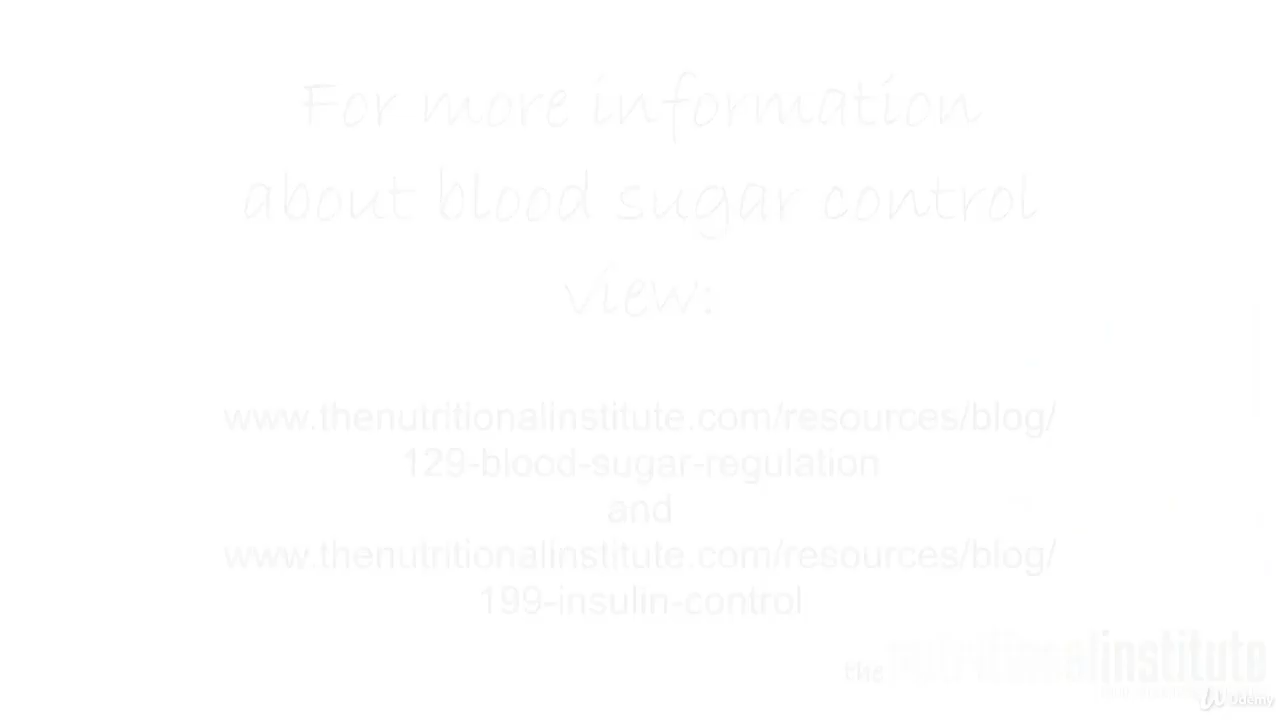 For more information
about blood sugar control
view:
www.thenutritionalinstitute.com/resources/blog/
129-blood-sugar-regulation
and
www.thenutritionalinstitute.com/resources/blog/
199-insulin-control
the nutritionalinstitute
Udemy